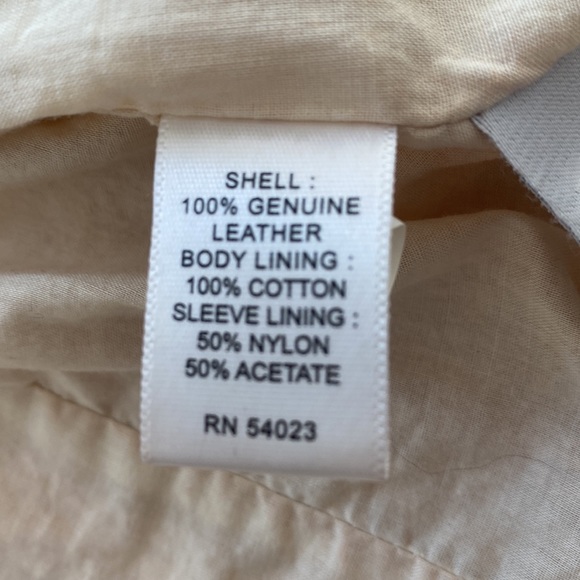 SHELL :
100% GENUINE
LEATHER
BODY LINING :
100% COTTON
SLEEVE LINING :
50% NYLON
50% ACETATE
RN 54023